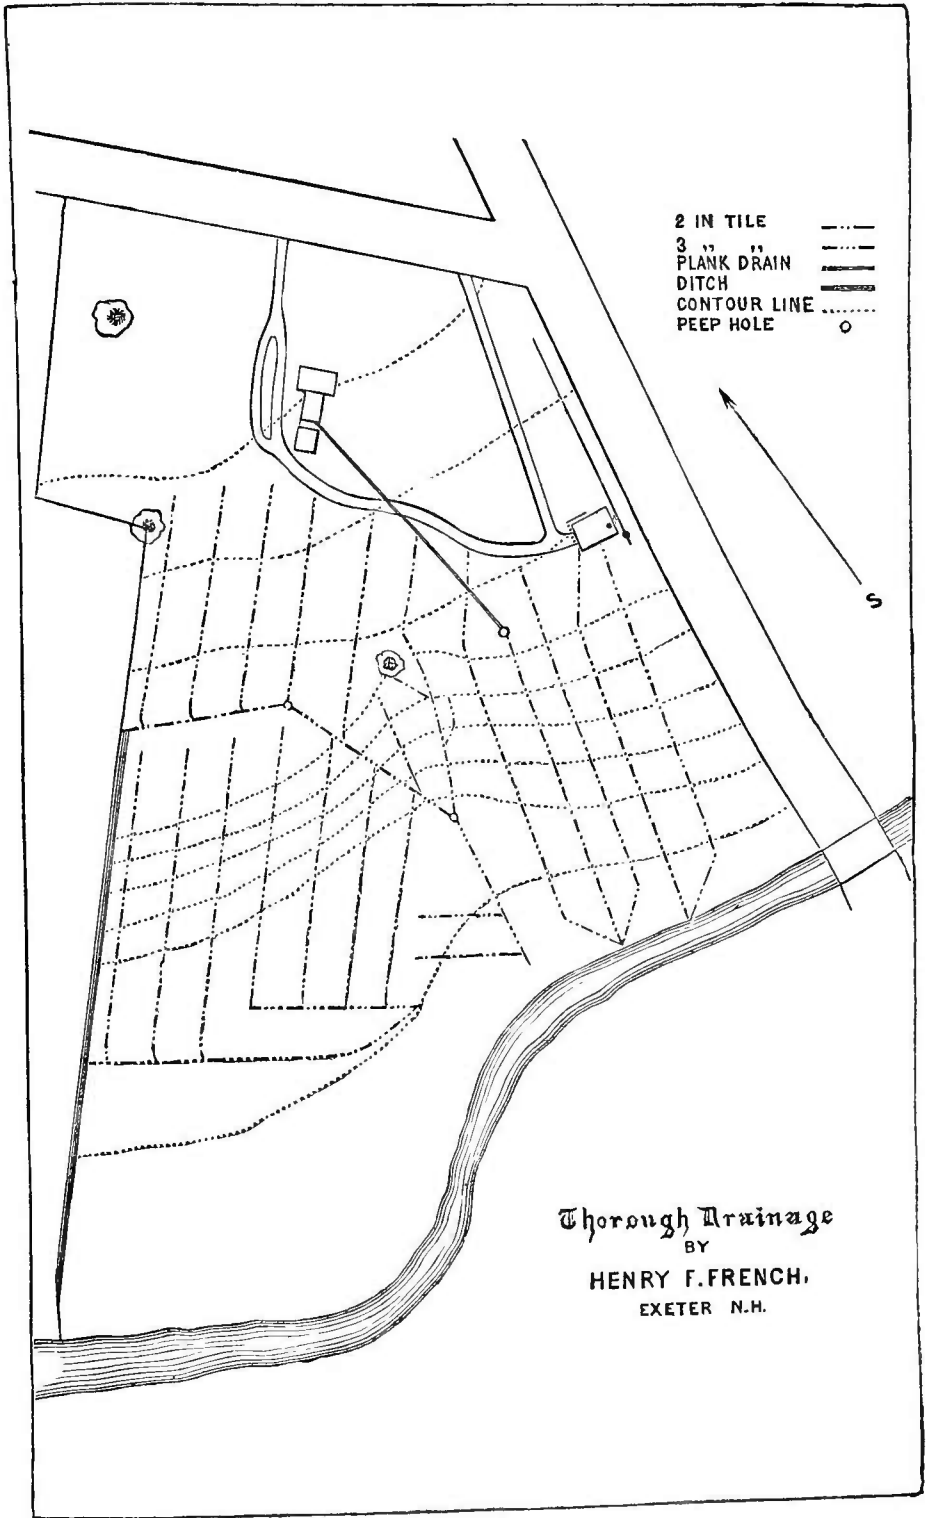 2 IN TILE
3 „ „
PLANK DRAIN
DITCH
CONTOUR LINE
PEEP HOLE
S
Thorough Drainage
BY
HENRY F. FRENCH,
EXETER N.H.